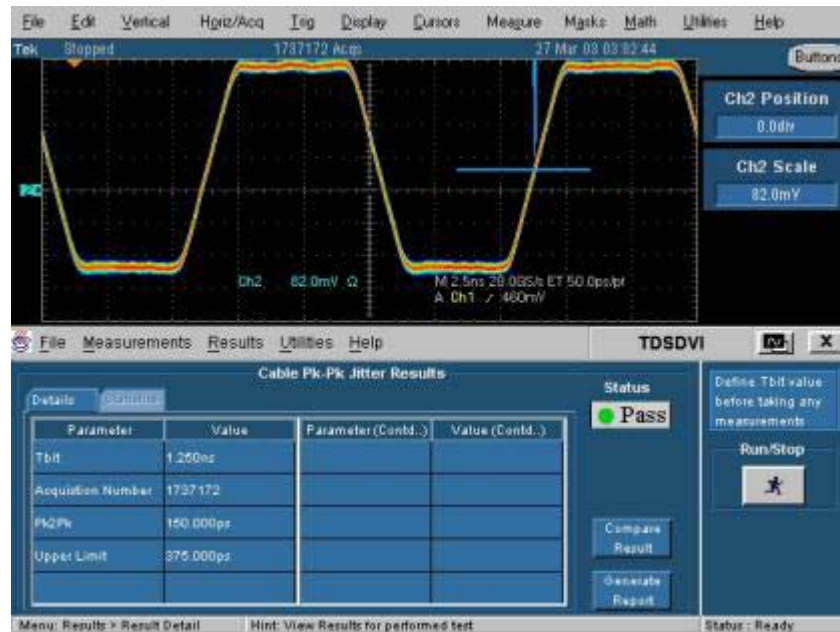 File Edit Vertical Horiz/Acq Trig Display Cursors Measure Masks Math Utilities Help
Tek Stopped 1737172 Acqs 27 Mar 03 03:02:44
Buttons
Ch2 Position
0.0div
Ch2 Scale
82.0mV
2
Ch2 82.0mV Ω M 2.5ns 20.0GS/s ET 50.0ps/pt
A Ch1 / 460mV
File Measurements Results Utilities Help TDSDVI X
Cable Pk-Pk Jitter Results
Details Statistics
Status
Pass
Define Tbit value
before taking any
measurements
Run/Stop
Parameter Value Parameter (Contd..) Value (Contd..)
Tbit 1.250ns
Acquistion Number 1737172
Pk2Pk 150.000ps
Upper Limit 375.000ps
Compare
Result
Generate
Report
Menu: Results > Result Detail Hint: View Results for performed test Status : Ready